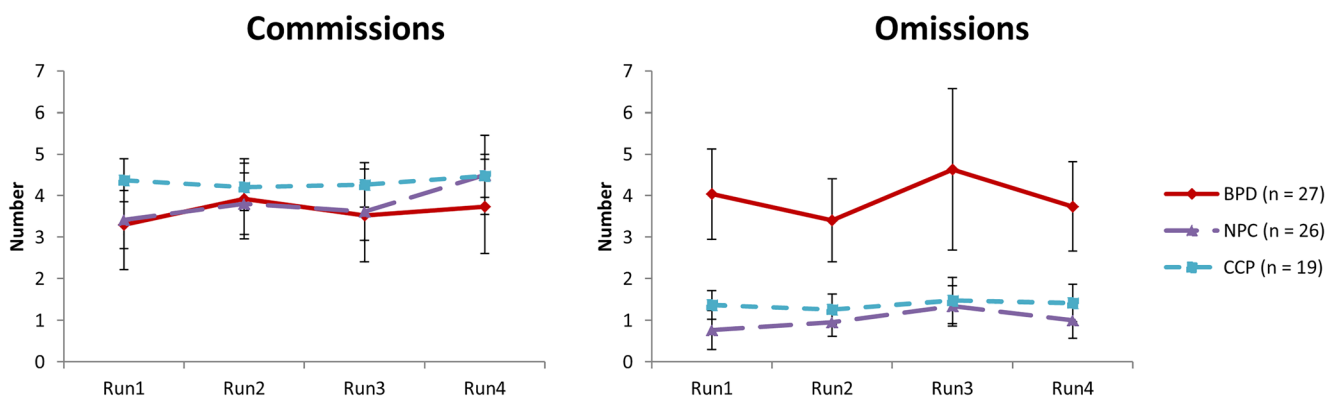 Commissions
Number
7
6
5
4
3
2
1
0
Run1 Run2 Run3 Run4
Omissions
Number
7
6
5
4
3
2
1
0
Run1 Run2 Run3 Run4
BPD (n = 27)
NPC (n = 26)
CCP (n = 19)